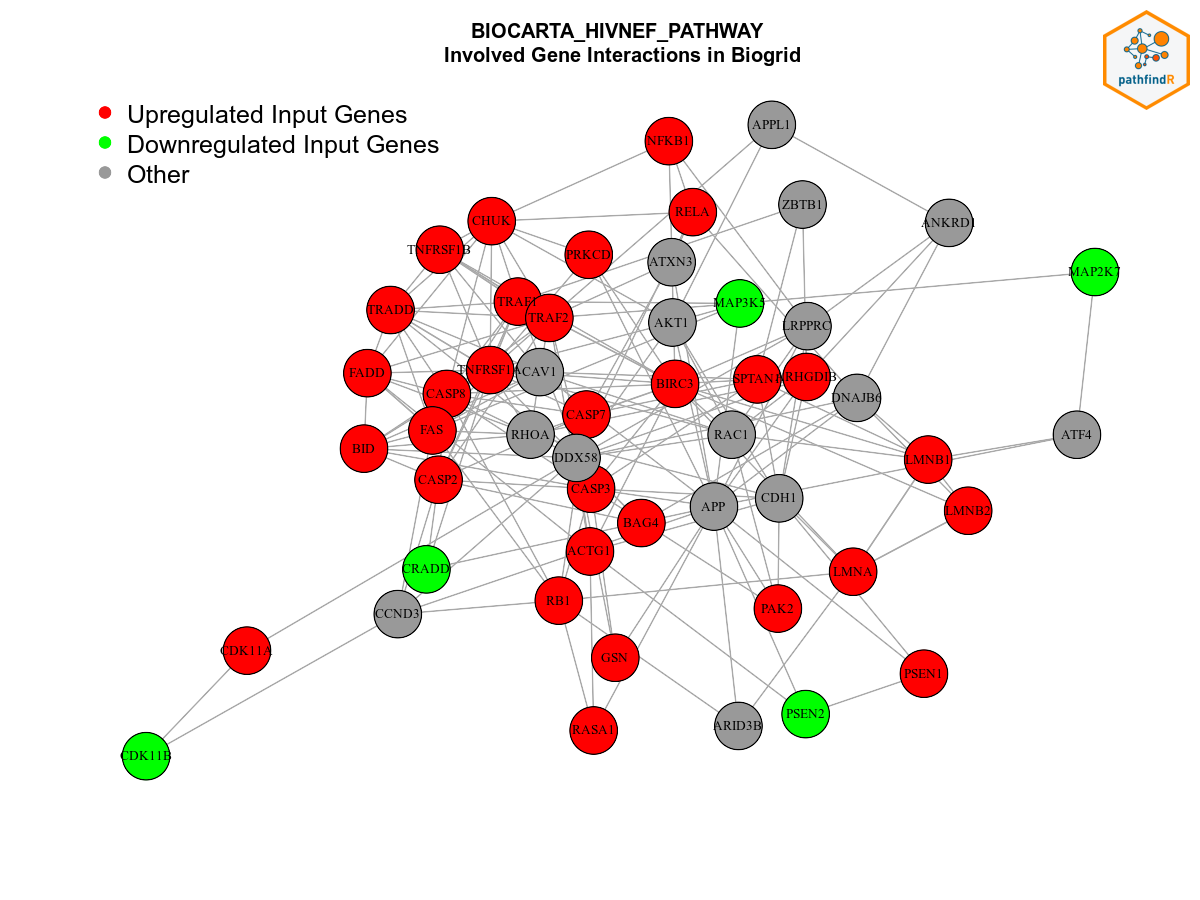 BIOCARTA_HIVNEF_PATHWAY
Involved Gene Interactions in Biogrid
pathfindR
Upregulated Input Genes
Downregulated Input Genes
Other
APPL1
NFKB1
ZBTB1
RELA
CHUK
ANKRD1
TNFRSF1B
PRKCD
ATXN3
MAP2K7
TRAF1
MAP3K5
TRADD
TRAF2
AKT1
LRPPRC
FADD
TNFRSF1A
CAV1
BIRC3
SPTAN1
ARHGDIB
CASP8
DNAJB6
CASP7
FAS
RHOA
RAC1
ATF4
BID
DDX58
LMNB1
CASP2
CASP3
CDH1
APP
LMNB2
BAG4
ACTG1
CRADD
LMNA
RB1
PAK2
CCND3
CDK11A
GSN
PSEN1
PSEN2
ARID3B
RASA1
CDK11B